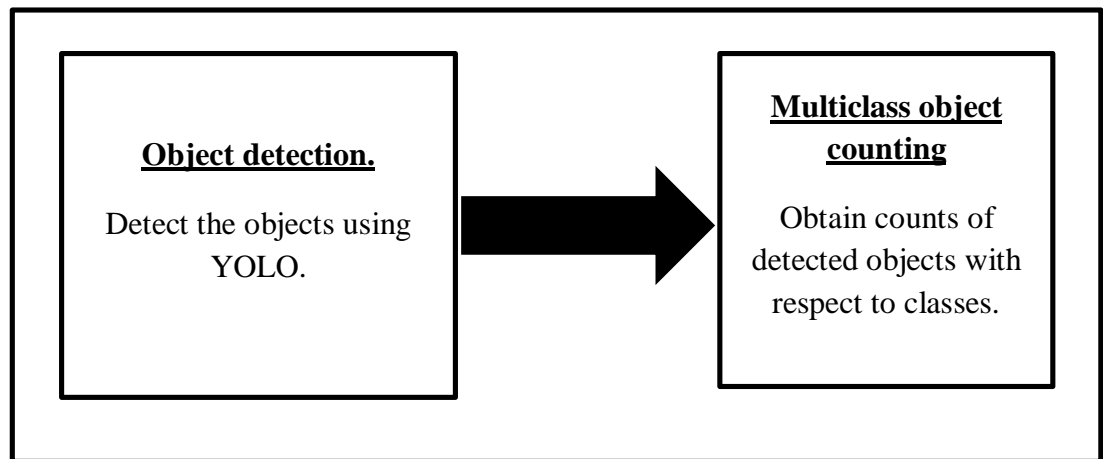 Object detection.
Detect the objects using
YOLO.
Multiclass object
counting
Obtain counts of
detected objects with
respect to classes.